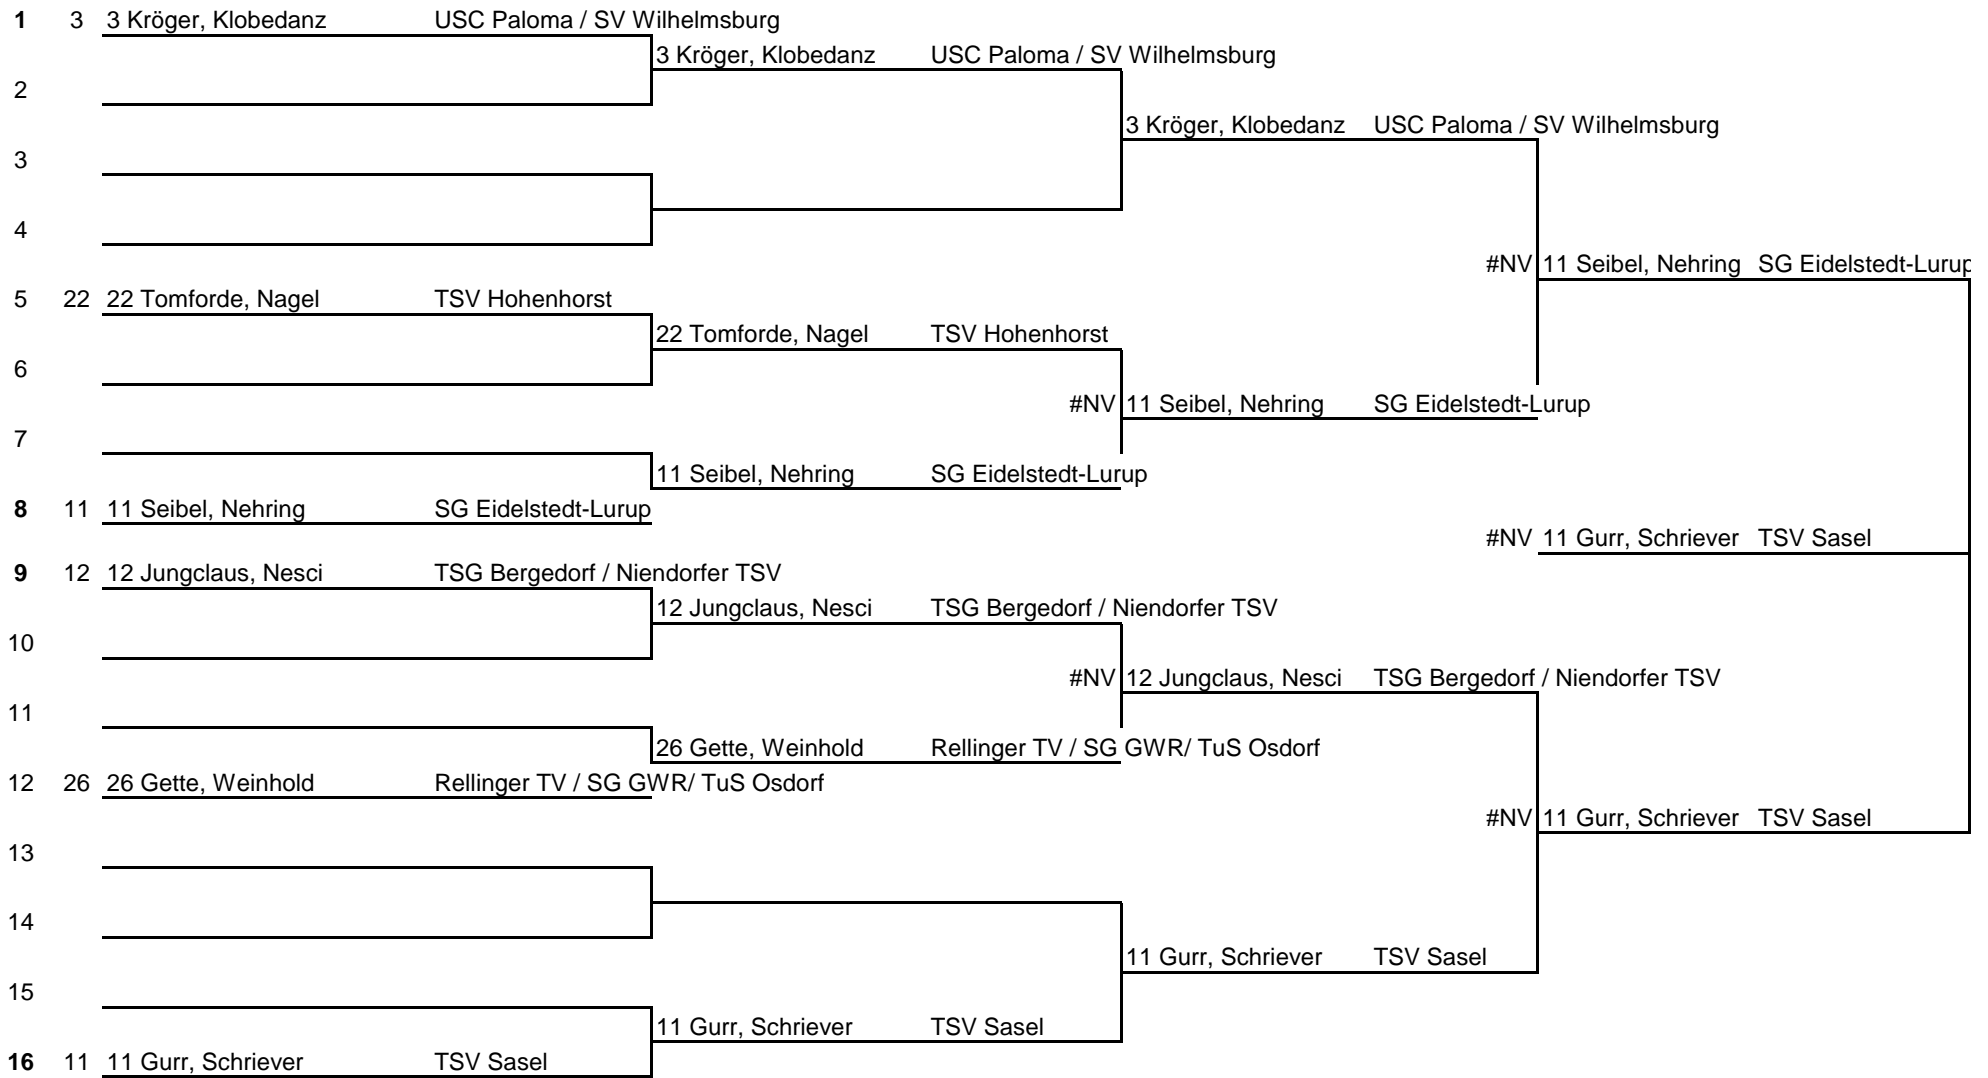 1 3 3 Kröger, Klobedanz USC Paloma / SV Wilhelmsburg
3 Kröger, Klobedanz USC Paloma / SV Wilhelmsburg
2
3 Kröger, Klobedanz USC Paloma / SV Wilhelmsburg
3
4
#NV 11 Seibel, Nehring SG Eidelstedt-Lurup
5 22 22 Tomforde, Nagel TSV Hohenhorst
22 Tomforde, Nagel TSV Hohenhorst
6
#NV 11 Seibel, Nehring SG Eidelstedt-Lurup
7
11 Seibel, Nehring SG Eidelstedt-Lurup
8 11 11 Seibel, Nehring SG Eidelstedt-Lurup
#NV 11 Gurr, Schriever TSV Sasel
9 12 12 Jungclaus, Nesci TSG Bergedorf / Niendorfer TSV
12 Jungclaus, Nesci TSG Bergedorf / Niendorfer TSV
10
#NV 12 Jungclaus, Nesci TSG Bergedorf / Niendorfer TSV
11
26 Gette, Weinhold Rellinger TV / SG GWR/ TuS Osdorf
12 26 26 Gette, Weinhold Rellinger TV / SG GWR/ TuS Osdorf
#NV 11 Gurr, Schriever TSV Sasel
13
14
11 Gurr, Schriever TSV Sasel
15
11 Gurr, Schriever TSV Sasel
16 11 11 Gurr, Schriever TSV Sasel